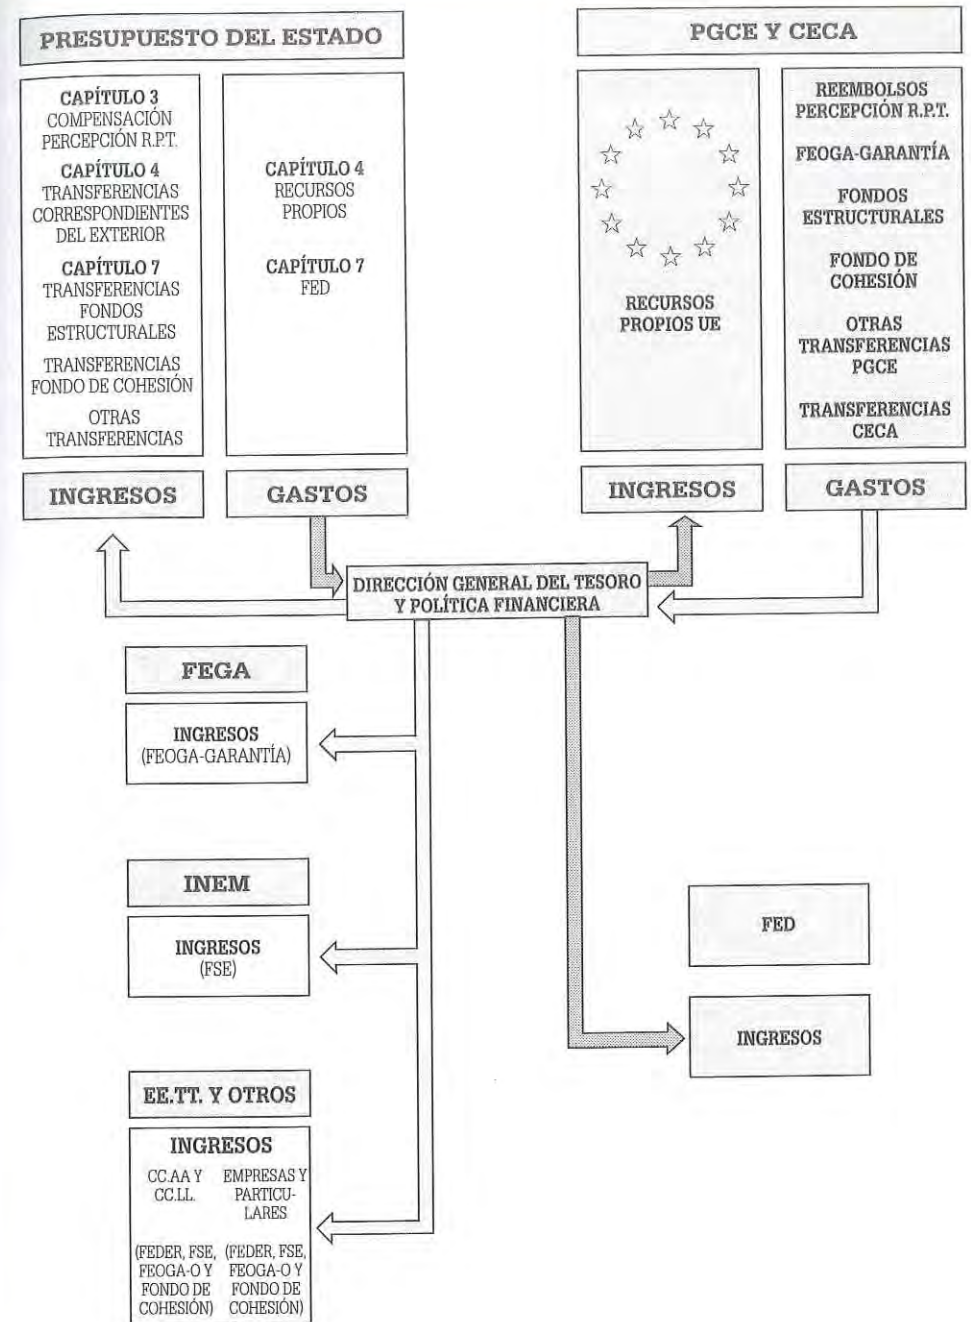 PRESUPUESTO DEL ESTADO
CAPÍTULO 3
COMPENSACIÓN
PERCEPCIÓN R.P.T.
CAPÍTULO 4
TRANSFERENCIAS
CORRESPONDIENTES
DEL EXTERIOR
CAPÍTULO 7
TRANSFERENCIAS
FONDOS
ESTRUCTURALES
TRANSFERENCIAS
FONDO DE COHESIÓN
OTRAS
TRANSFERENCIAS
INGRESOS
CAPÍTULO 4
RECURSOS
PROPIOS
CAPÍTULO 7
FED
GASTOS
PGCE Y CECA
RECURSOS
PROPIOS UE
INGRESOS
REEMBOLSOS
PERCEPCIÓN R.P.T.
FEOGA-GARANTÍA
FONDOS
ESTRUCTURALES
FONDO DE
COHESIÓN
OTRAS
TRANSFERENCIAS
PGCE
TRANSFERENCIAS
CECA
GASTOS
DIRECCIÓN GENERAL DEL TESORO
Y POLÍTICA FINANCIERA
FEGA
INGRESOS
(FEOGA-GARANTÍA)
INEM
INGRESOS
(FSE)
FED
INGRESOS
EE.TT. Y OTROS
INGRESOS
CC.AA Y
CC.LL.
(FEDER, FSE,
FEOGA-O Y
FONDO DE
COHESIÓN)
EMPRESAS Y
PARTICU-
LARES
(FEDER, FSE,
FEOGA-O Y
FONDO DE
COHESIÓN)